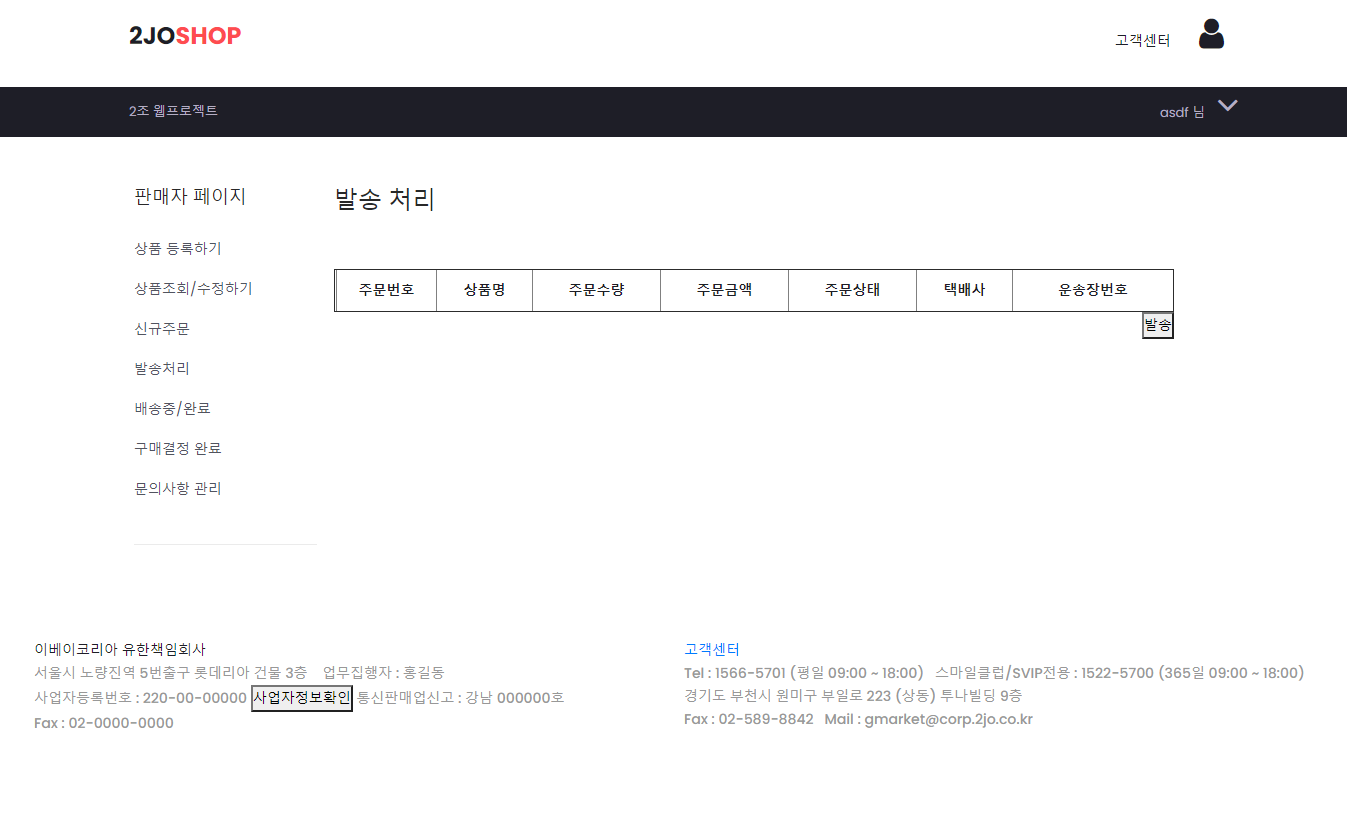 2JOSHOP
고객센터
2조 웹프로젝트
asdf 님
판매자 페이지
상품 등록하기
상품조회/수정하기
신규주문
발송처리
배송중/완료
구매결정 완료
문의사항 관리
발송 처리
주문번호 상품명 주문수량 주문금액 주문상태 택배사 운송장번호
발송
이베이코리아 유한책임회사
서울시 노량진역 5번출구 롯데리아 건물 3층 업무집행자 : 홍길동
사업자등록번호 : 220-00-00000 사업자정보확인 통신판매업신고 : 강남 000000호
Fax : 02-0000-0000
고객센터
Tel : 1566-5701 (평일 09:00 ~ 18:00) 스마일클럽/SVIP전용 : 1522-5700 (365일 09:00 ~ 18:00)
경기도 부천시 원미구 부일로 223 (상동) 투나빌딩 9층
Fax : 02-589-8842 Mail : gmarket@corp.2jo.co.kr